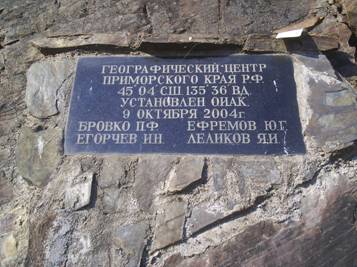 ГЕОГРАФИЧЕСКИЙ ЦЕНТР
ПРИМОРСКОГО КРАЯ РФ.
45°04 СШ 135°36 ВД.
УСТАНОВЛЕН ОИАК.
9 ОКТЯБРЯ 2004г.
БРОВКО П.Ф. ЕФРЕМОВ Ю.Г.
ЕГОРЧЕВ И.Н. ЛЕЛИКОВ Я.И.